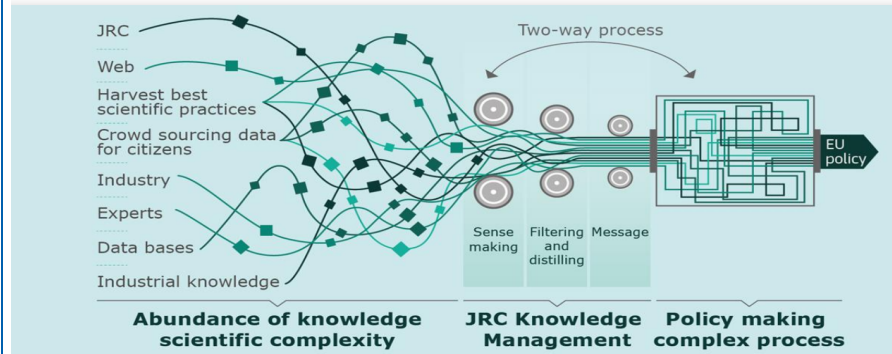 Two-way process
JRC
Web
Harvest best
scientific practices
Crowd sourcing data
for citizens
Industry
Experts
Data bases
Industrial knowledge
Sense
making
Filtering
and
distilling
Message
EU
policy
Abundance of knowledge
scientific complexity
JRC Knowledge
Management
Policy making
complex process